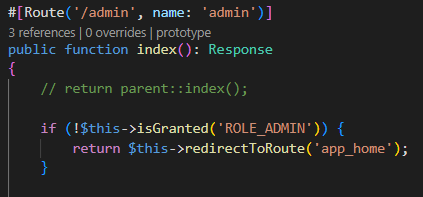 #[Route('/admin', name: 'admin')]
3 references | 0 overrides | prototype
public function index(): Response
{
// return parent::index();
if (!$this->isGranted('ROLE_ADMIN')) {
return $this->redirectToRoute('app_home');
}